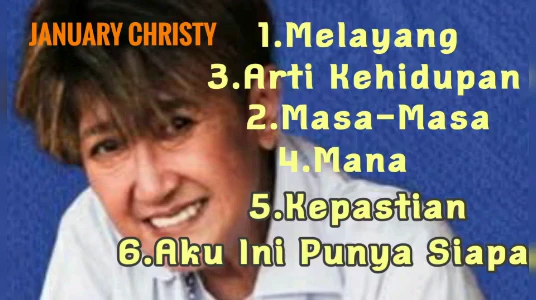 JANUARY CHRISTY
1.Melayang
3.Arti Kehidupan
2.Masa-Masa
4.Mana
5.Kepastian
6.Aku Ini Punya Siapa